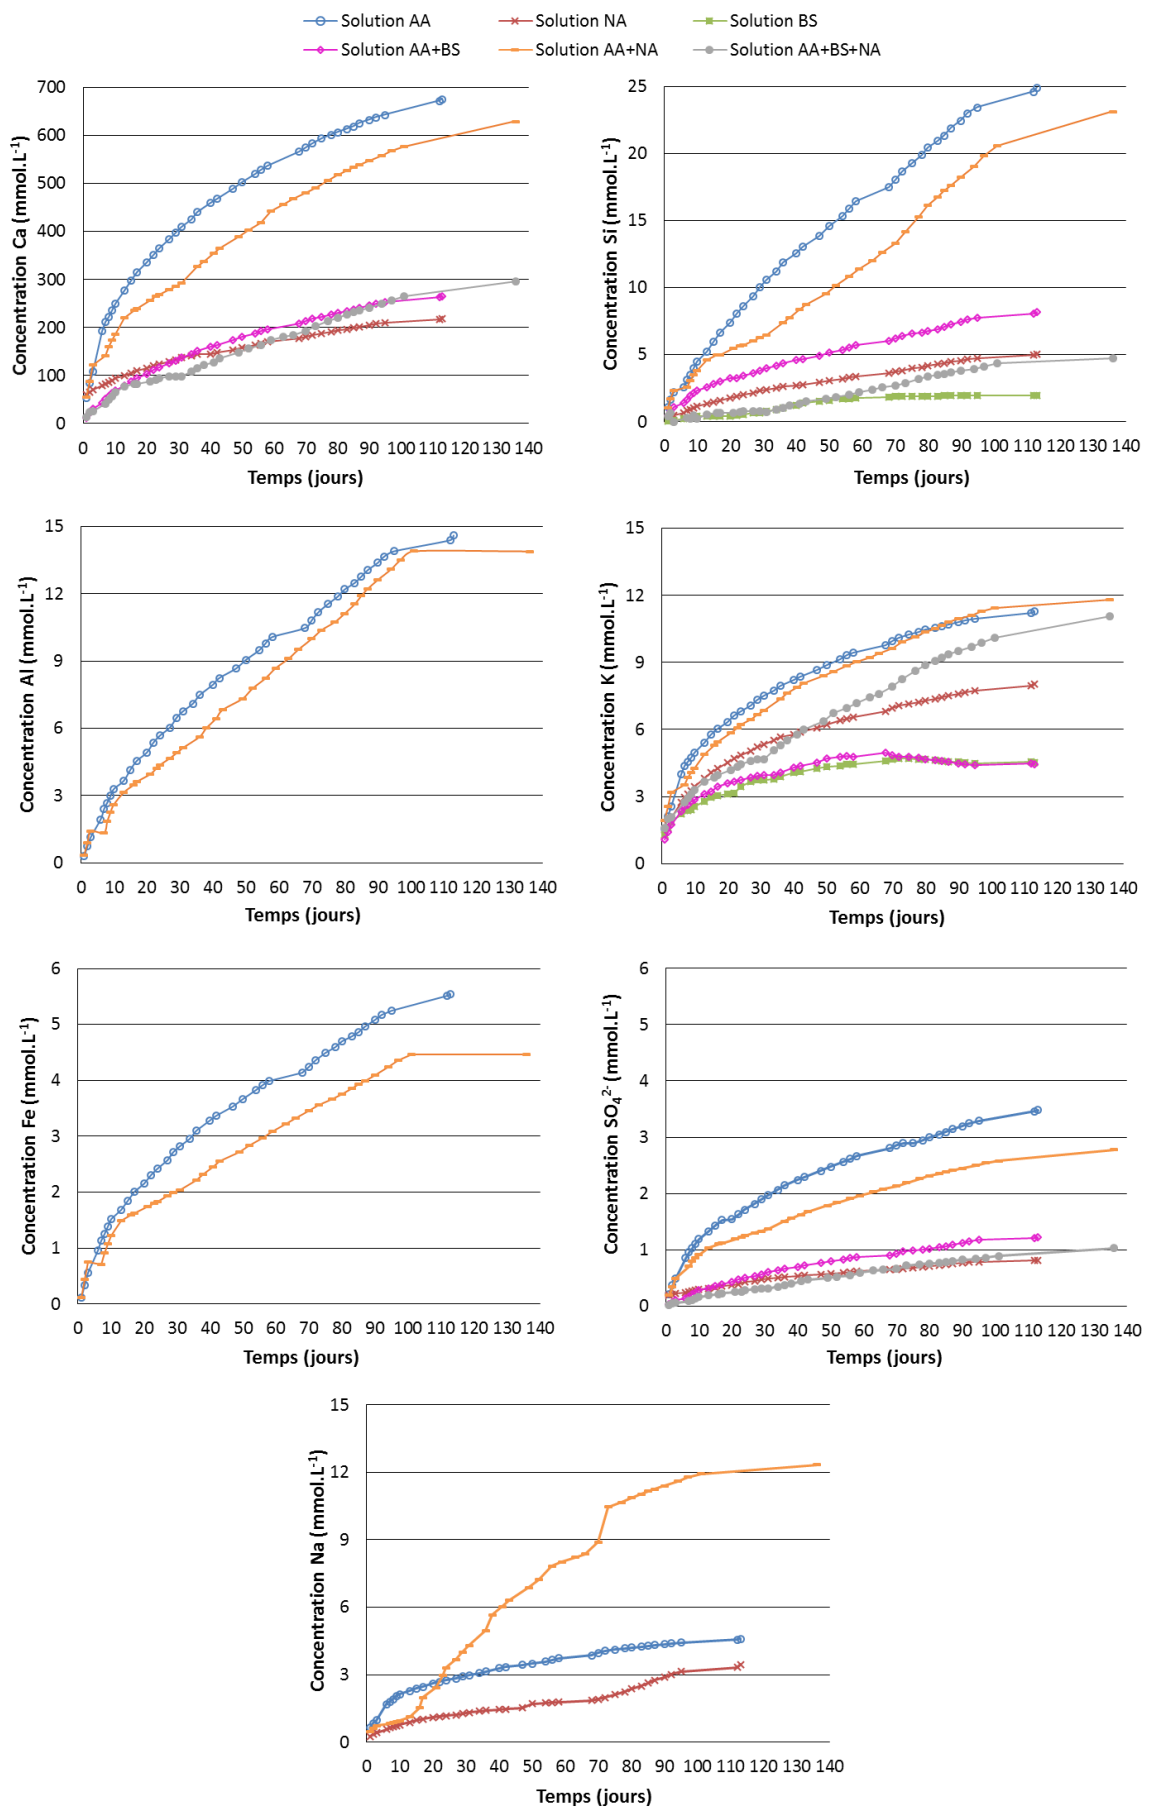 Solution AA Solution NA Solution BS
Solution AA+BS Solution AA+NA Solution AA+BS+NA
Concentration Ca (mmol.L-1)
700
600
500
400
300
200
100
0
0 10 20 30 40 50 60 70 80 90 100 110 120 130 140
Temps (jours)
Concentration Si (mmol.L-1)
25
20
15
10
5
0
0 10 20 30 40 50 60 70 80 90 100 110 120 130 140
Temps (jours)
Concentration Al (mmol.L-1)
15
12
9
6
3
0
0 10 20 30 40 50 60 70 80 90 100 110 120 130 140
Temps (jours)
Concentration K (mmol.L-1)
15
12
9
6
3
0
0 10 20 30 40 50 60 70 80 90 100 110 120 130 140
Temps (jours)
Concentration Fe (mmol.L-1)
6
5
4
3
2
1
0
0 10 20 30 40 50 60 70 80 90 100 110 120 130 140
Temps (jours)
Concentration SO42- (mmol.L-1)
6
5
4
3
2
1
0
0 10 20 30 40 50 60 70 80 90 100 110 120 130 140
Temps (jours)
Concentration Na (mmol.L-1)
15
12
9
6
3
0
0 10 20 30 40 50 60 70 80 90 100 110 120 130 140
Temps (jours)